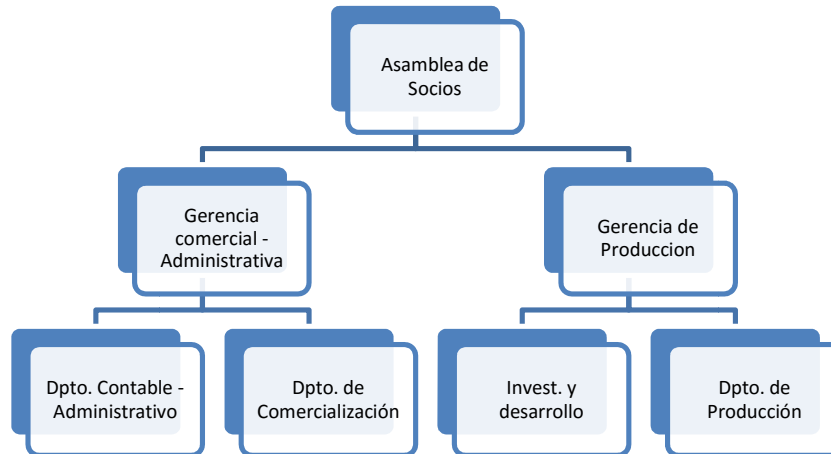 Asamblea de
Socios
Gerencia
comercial -
Administrativa
Gerencia de
Produccion
Dpto. Contable -
Administrativo
Dpto. de
Comercialización
Invest. y
desarrollo
Dpto. de
Producción